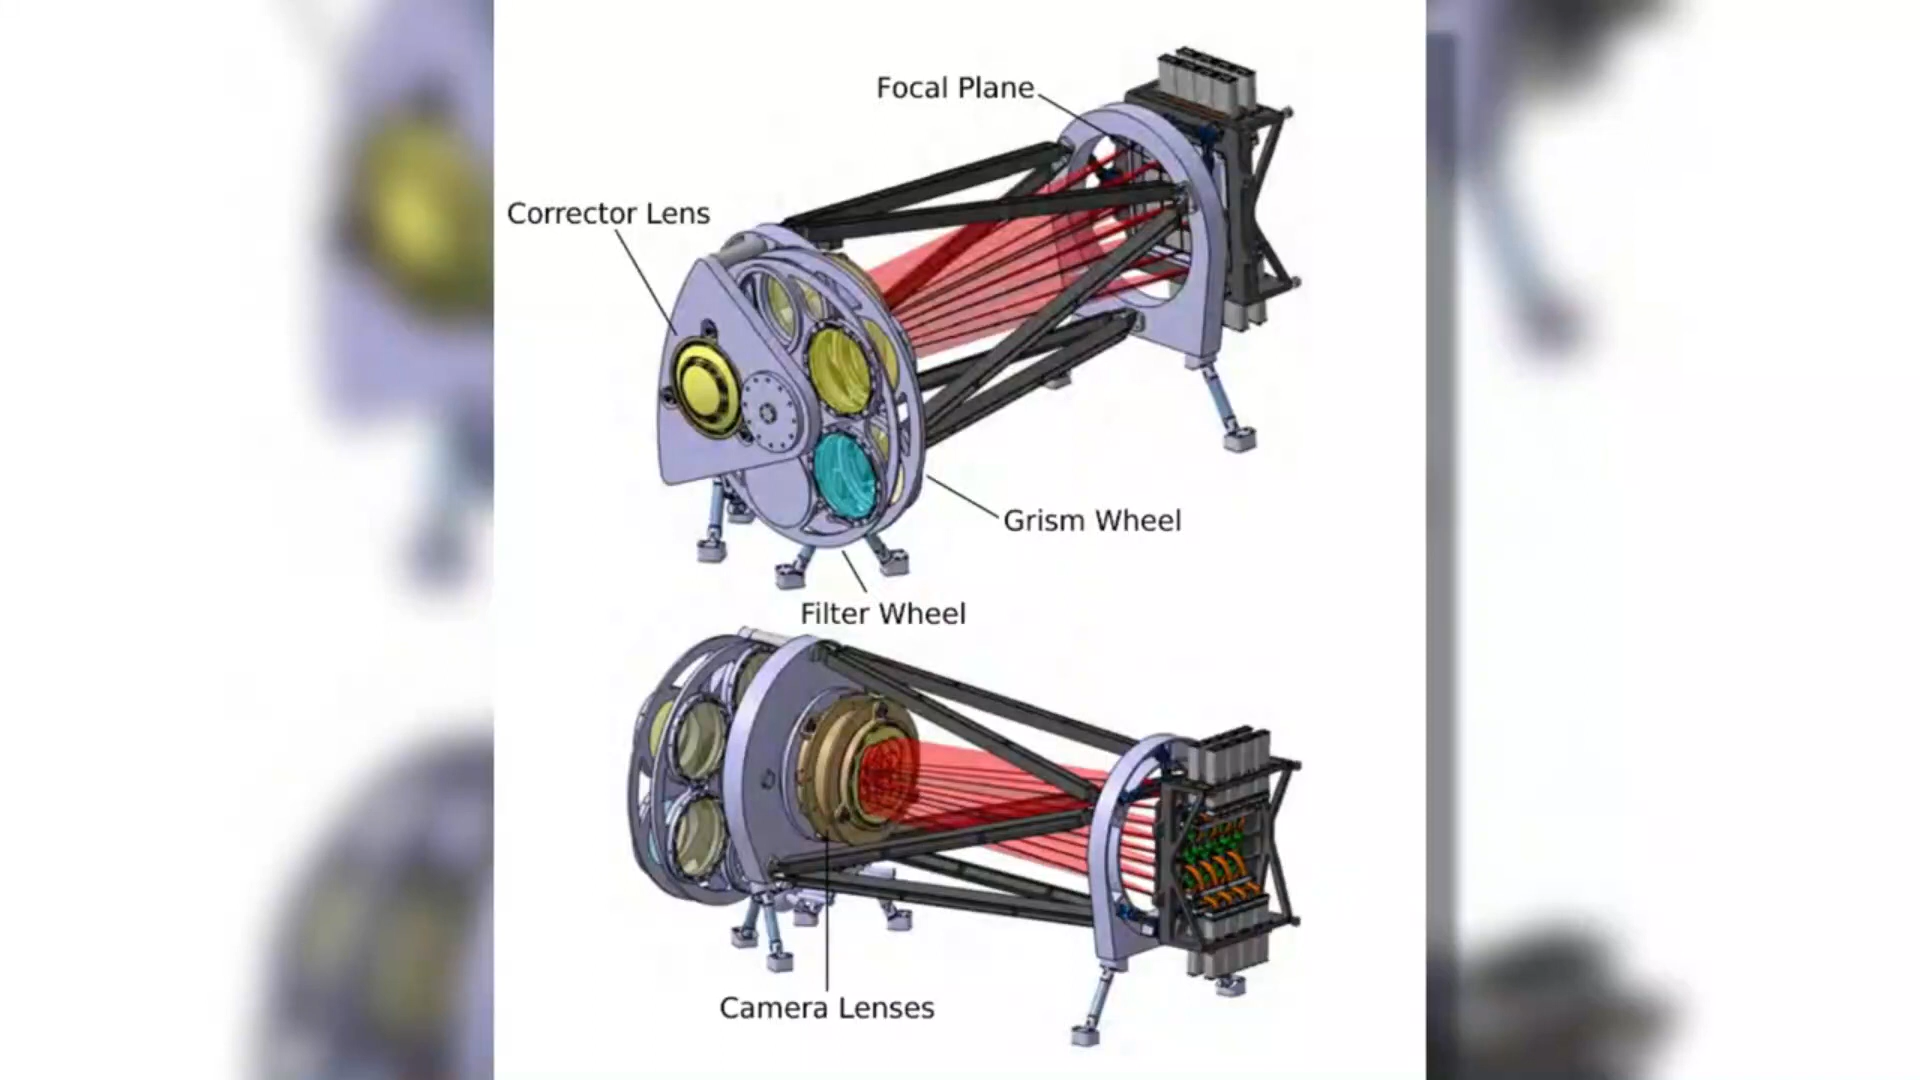 Focal Plane
Corrector Lens
Grism Wheel
Filter Wheel
Camera Lenses